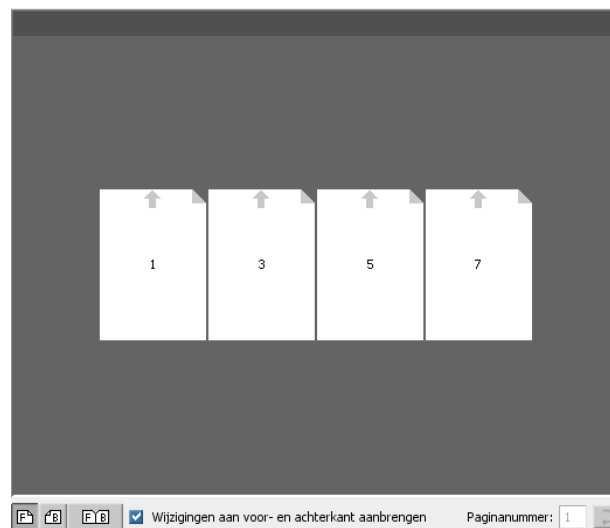 1 3 5 7
F B F B Wijzigingen aan voor- en achterkant aanbrengen Paginanummer: 1